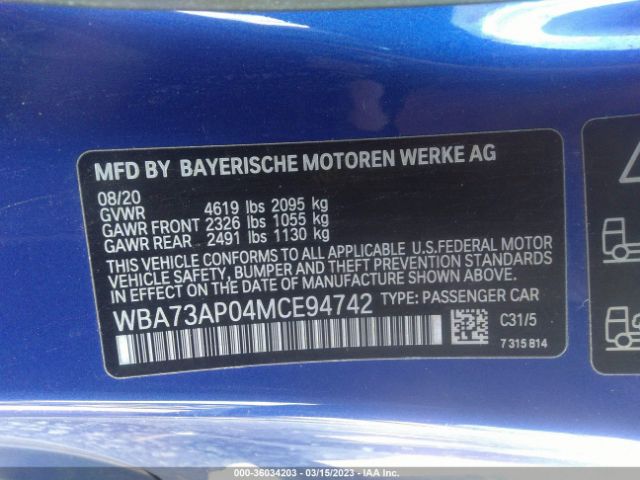 MFD BY BAYERISCHE MOTOREN WERKE AG
08/20
GVWR 4619 lbs 2095 kg
GAWR FRONT 2326 lbs 1055 kg
GAWR REAR 2491 lbs 1130 kg
THIS VEHICLE CONFORMS TO ALL APPLICABLE U.S.FEDERAL MOTOR
VEHICLE SAFETY, BUMPER AND THEFT PREVENTION STANDARDS
IN EFFECT ON THE DATE OF MANUFACTURE SHOWN ABOVE.
WBA73AP04MCE94742 TYPE: PASSENGER CAR
C31/5
7 315 814
000-36034203 - 03/15/2023 - IAA Inc.